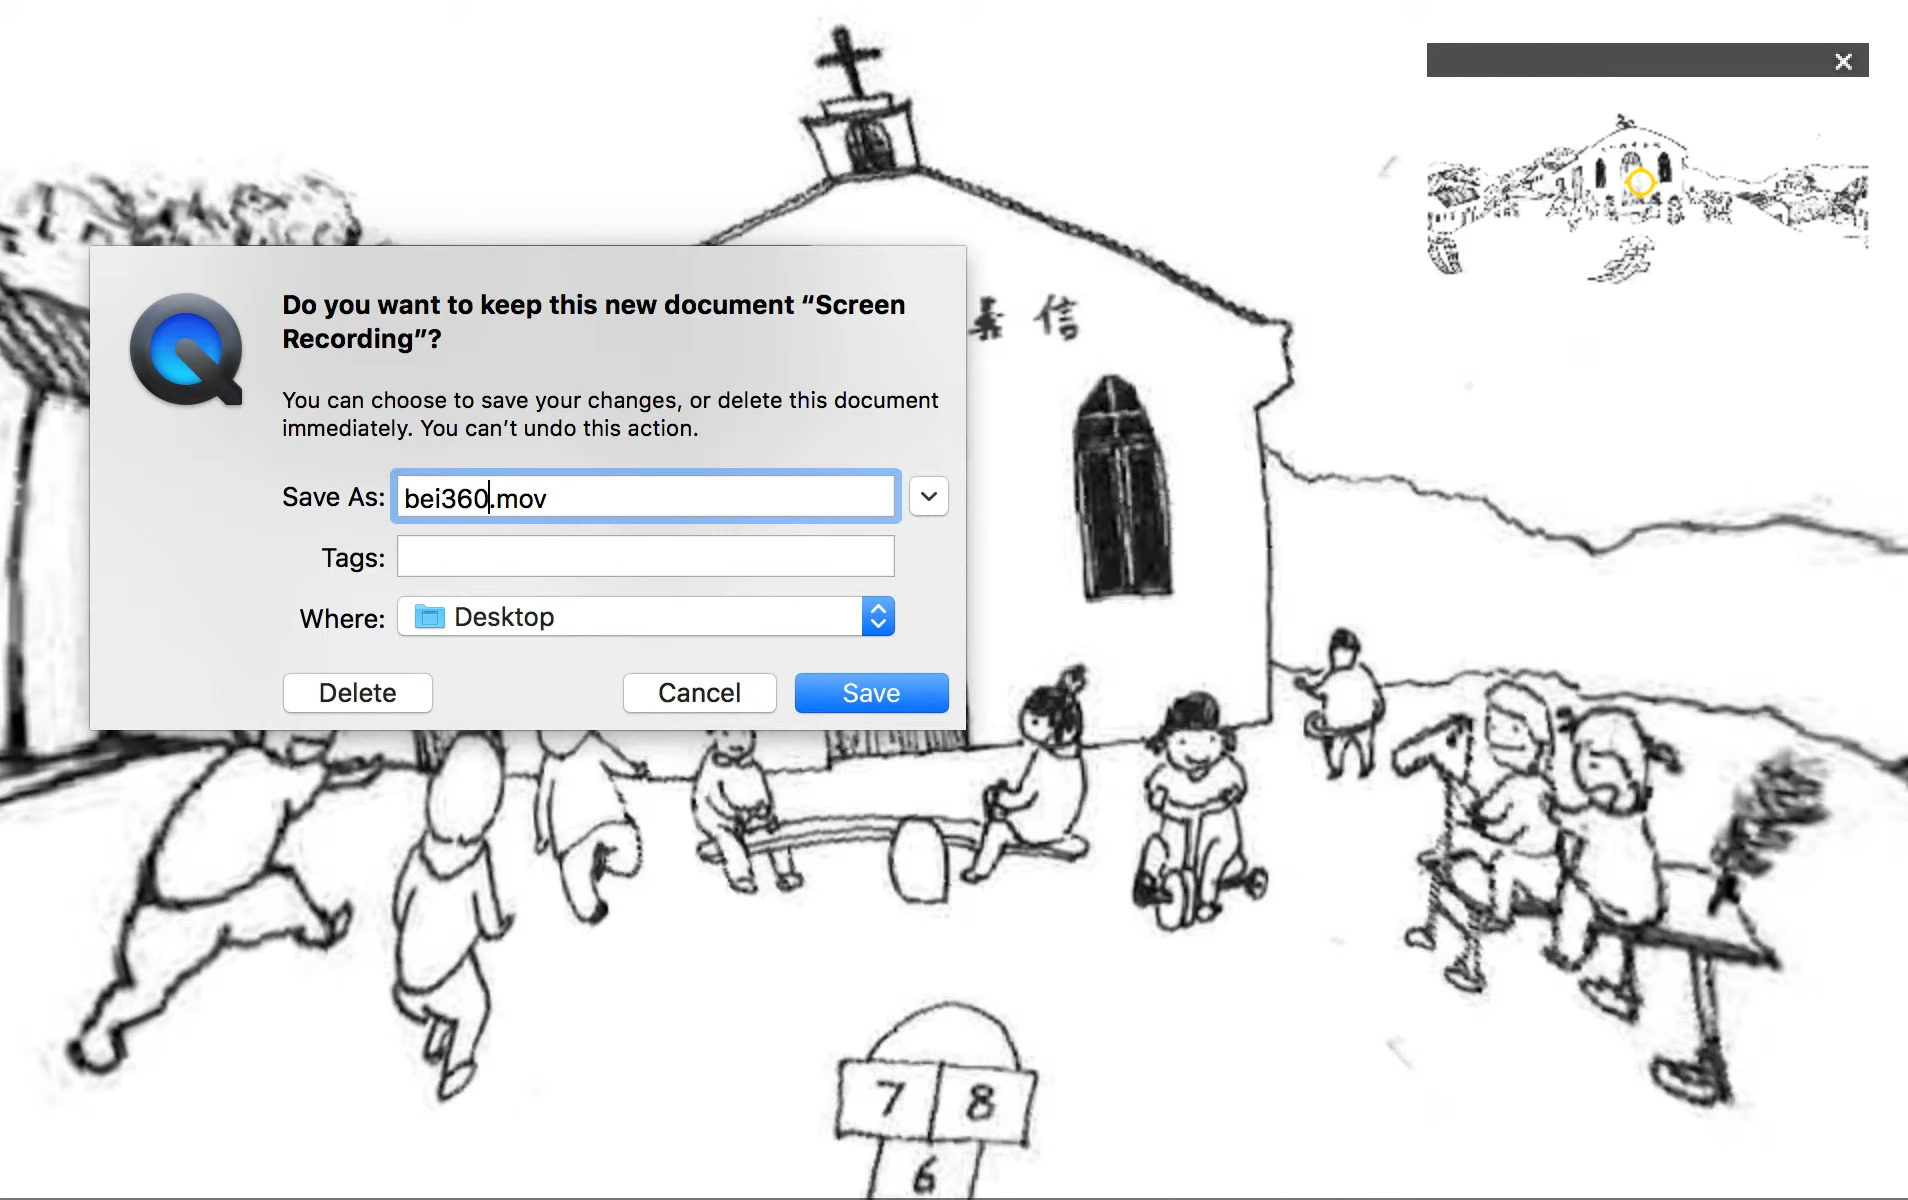 Do you want to keep this new document “Screen
Recording”?
You can choose to save your changes, or delete this document
immediately. You can’t undo this action.
Save As: bei360.mov
Tags:
Where: Desktop
Delete Cancel Save
信
7 8
6